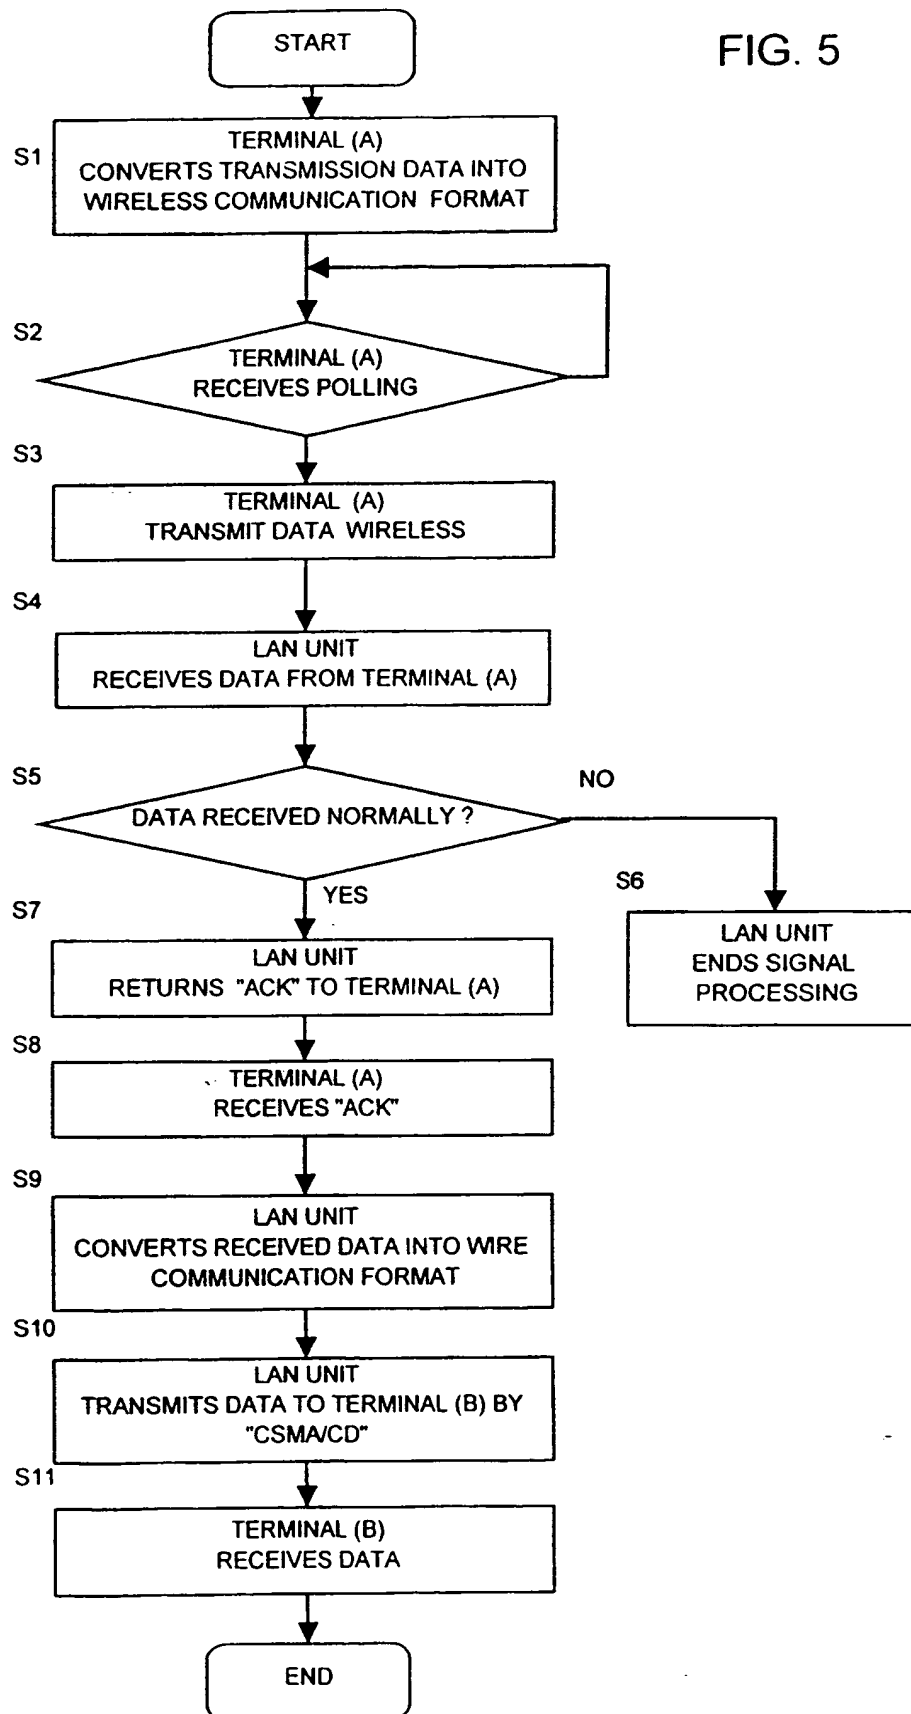 START
FIG. 5
S1
TERMINAL (A)
CONVERTS TRANSMISSION DATA INTO
WIRELESS COMMUNICATION FORMAT
S2
TERMINAL (A)
RECEIVES POLLING
S3
TERMINAL (A)
TRANSMIT DATA WIRELESS
S4
LAN UNIT
RECEIVES DATA FROM TERMINAL (A)
S5
DATA RECEIVED NORMALLY ?
NO
YES
S6
LAN UNIT
ENDS SIGNAL
PROCESSING
S7
LAN UNIT
RETURNS "ACK" TO TERMINAL (A)
S8
TERMINAL (A)
RECEIVES "ACK"
S9
LAN UNIT
CONVERTS RECEIVED DATA INTO WIRE
COMMUNICATION FORMAT
S10
LAN UNIT
TRANSMITS DATA TO TERMINAL (B) BY
"CSMA/CD"
S11
TERMINAL (B)
RECEIVES DATA
END